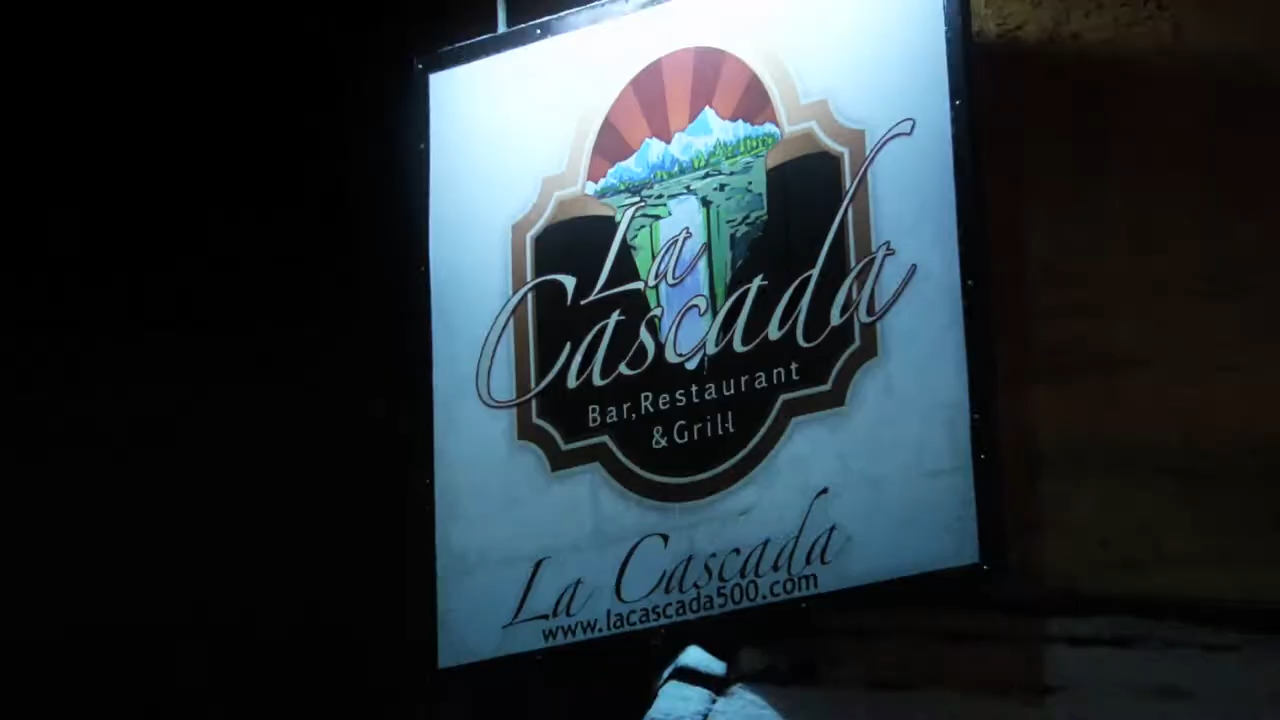 La
Cascada
Bar, Restaurant
& Grill
La Cascada
www.lacascada500.com